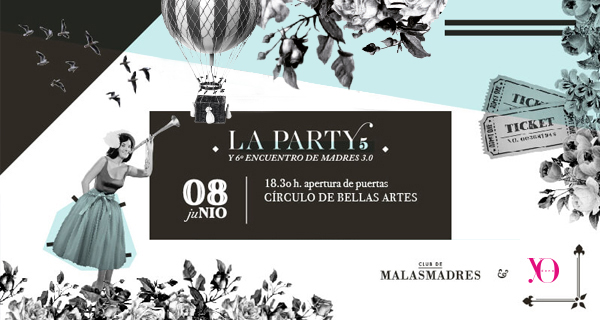 LA PARTY5
Y 6º ENCUENTRO DE MADRES 3.0
08
juNIO
18.30 h. apertura de puertas
CÍRCULO DE BELLAS ARTES
TICKET
TICKET
CLUB DE
MALASMADRES
&
yo